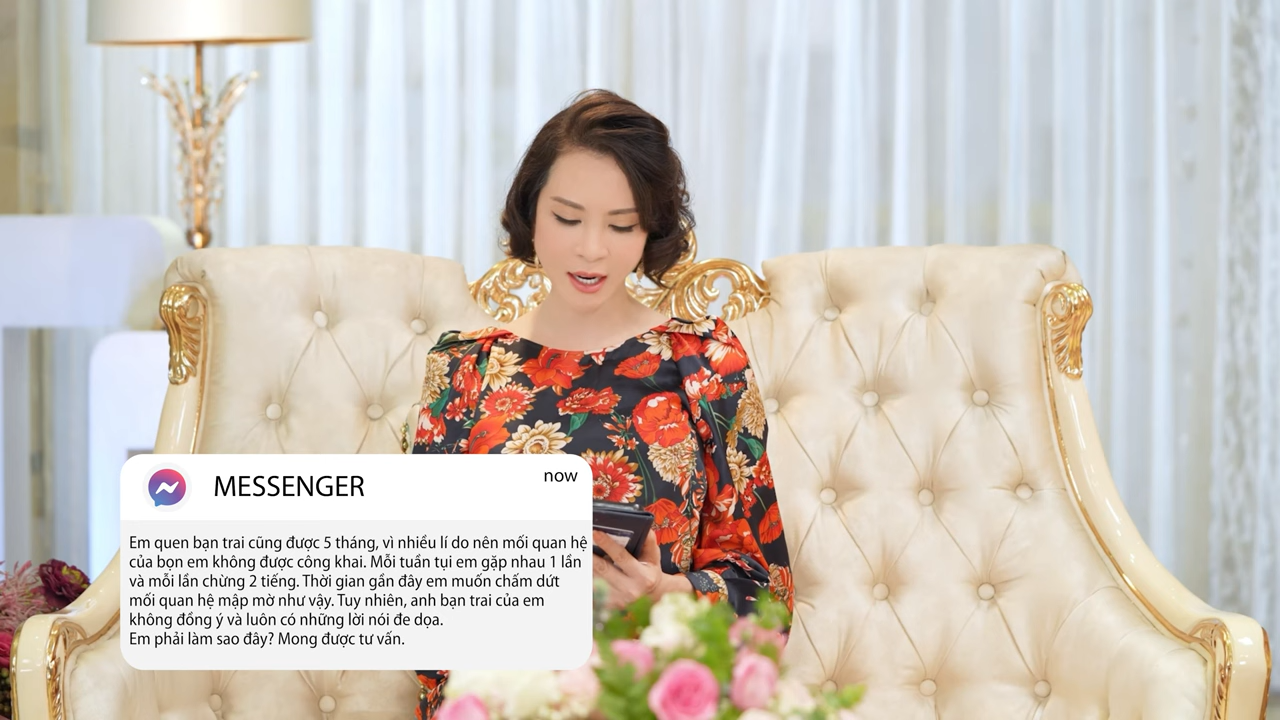 MESSENGER
now
Em quen bạn trai cũng được 5 tháng, vì nhiều lí do nên mối quan hệ
của bọn em không được công khai. Mỗi tuần tụi em gặp nhau 1 lần
và mỗi lần chừng 2 tiếng. Thời gian gần đây em muốn chấm dứt
mối quan hệ mập mờ như vậy. Tuy nhiên, anh bạn trai của em
không đồng ý và luôn có những lời nói đe dọa.
Em phải làm sao đây? Mong được tư vấn.